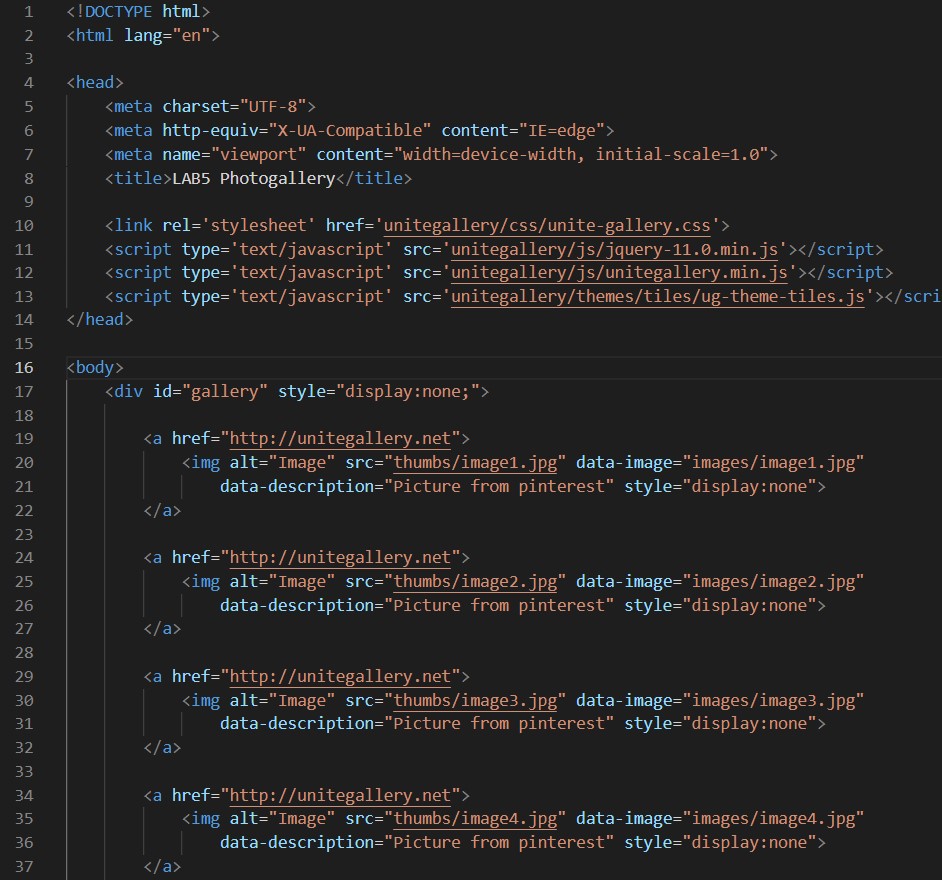 1 <!DOCTYPE html>
2 <html lang="en">
3
4 <head>
5 <meta charset="UTF-8">
6 <meta http-equiv="X-UA-Compatible" content="IE=edge">
7 <meta name="viewport" content="width=device-width, initial-scale=1.0">
8 <title>LAB5 Photogallery</title>
9
10 <link rel='stylesheet' href='unitegallery/css/unite-gallery.css'>
11 <script type='text/javascript' src='unitegallery/js/jquery-11.0.min.js'></script>
12 <script type='text/javascript' src='unitegallery/js/unitegallery.min.js'></script>
13 <script type='text/javascript' src='unitegallery/themes/tiles/ug-theme-tiles.js'></scri
14 </head>
15
16 <body>
17 <div id="gallery" style="display:none;">
18
19 <a href="http://unitegallery.net">
20 <img alt="Image" src="thumbs/image1.jpg" data-image="images/image1.jpg"
21 data-description="Picture from pinterest" style="display:none">
22 </a>
23
24 <a href="http://unitegallery.net">
25 <img alt="Image" src="thumbs/image2.jpg" data-image="images/image2.jpg"
26 data-description="Picture from pinterest" style="display:none">
27 </a>
28
29 <a href="http://unitegallery.net">
30 <img alt="Image" src="thumbs/image3.jpg" data-image="images/image3.jpg"
31 data-description="Picture from pinterest" style="display:none">
32 </a>
33
34 <a href="http://unitegallery.net">
35 <img alt="Image" src="thumbs/image4.jpg" data-image="images/image4.jpg"
36 data-description="Picture from pinterest" style="display:none">
37 </a>